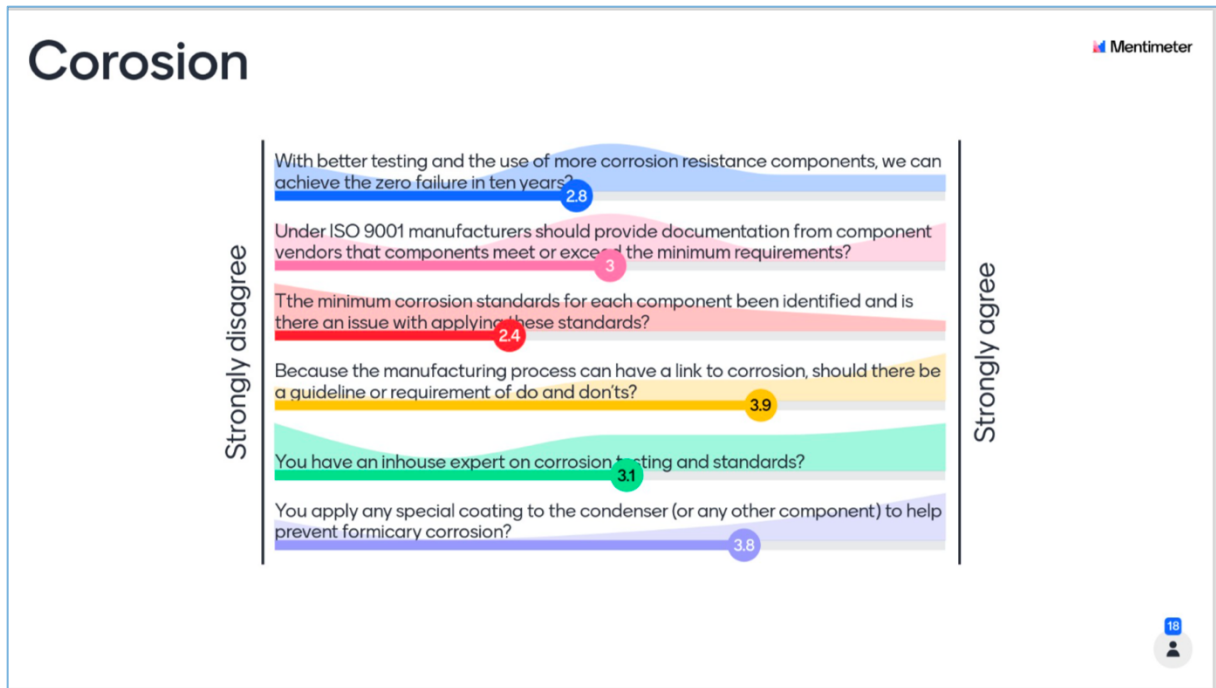 Corosion
Mentimeter
Strongly disagree
With better testing and the use of more corrosion resistance components, we can
achieve the zero failure in ten years?
2.8
Under ISO 9001 manufacturers should provide documentation from component
vendors that components meet or exceed the minimum requirements?
3
Tthe minimum corrosion standards for each component been identified and is
there an issue with applying these standards?
2.4
Because the manufacturing process can have a link to corrosion, should there be
a guideline or requirement of do and don'ts?
3.9
You have an inhouse expert on corrosion testing and standards?
3.1
You apply any special coating to the condenser (or any other component) to help
prevent formicary corrosion?
3.8
Strongly agree
18